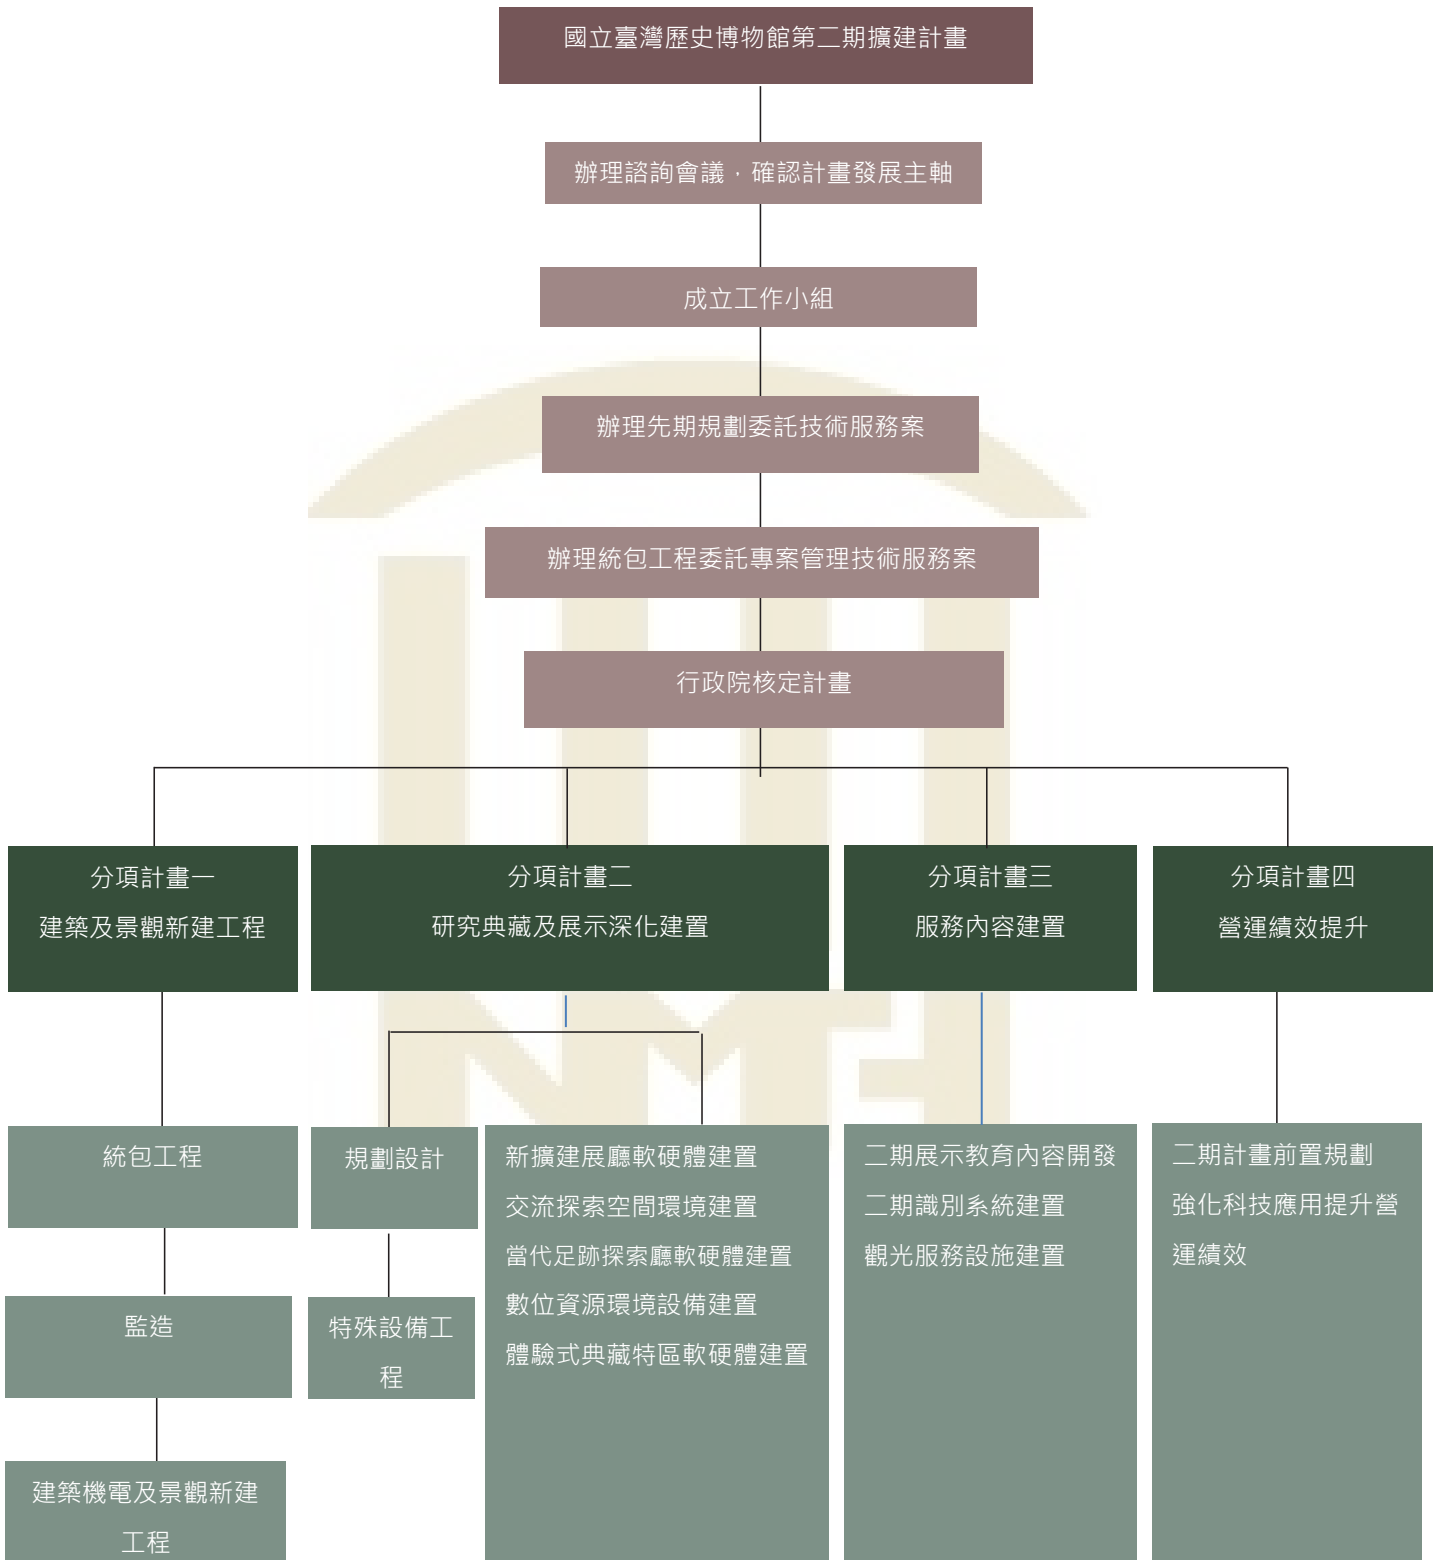 國立臺灣歷史博物館第二期擴建計畫
辦理諮詢會議，確認計畫發展主軸
成立工作小組
辦理先期規劃委託技術服務案
辦理統包工程委託專案管理技術服務案
行政院核定計畫
分項計畫一
建築及景觀新建工程
分項計畫二
研究典藏及展示深化建置
分項計畫三
服務內容建置
分項計畫四
營運績效提升
統包工程
監造
建築機電及景觀新建
工程
規劃設計
特殊設備工
程
新擴建展廳軟硬體建置
交流探索空間環境建置
當代足跡探索廳軟硬體建置
數位資源環境設備建置
體驗式典藏特區軟硬體建置
二期展示教育內容開發
二期識別系統建置
觀光服務設施建置
二期計畫前置規劃
強化科技應用提升營
運績效